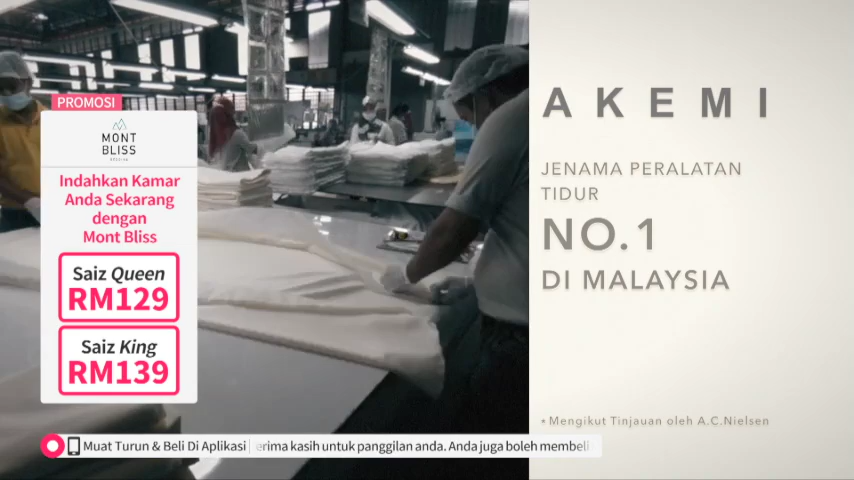 PROMOSI
MONT
BLISS
Indahkan Kamar
Anda Sekarang
dengan
Mont Bliss
Saiz Queen
RM129
Saiz King
RM139
AKEMI
JENAMA PERALATAN
TIDUR
NO.1
DI MALAYSIA
*Mengikut Tinjauan oleh A.C.Nielsen
Muat Turun & Beli Di Aplikasi erima kasih untuk panggilan anda. Anda juga boleh membeli